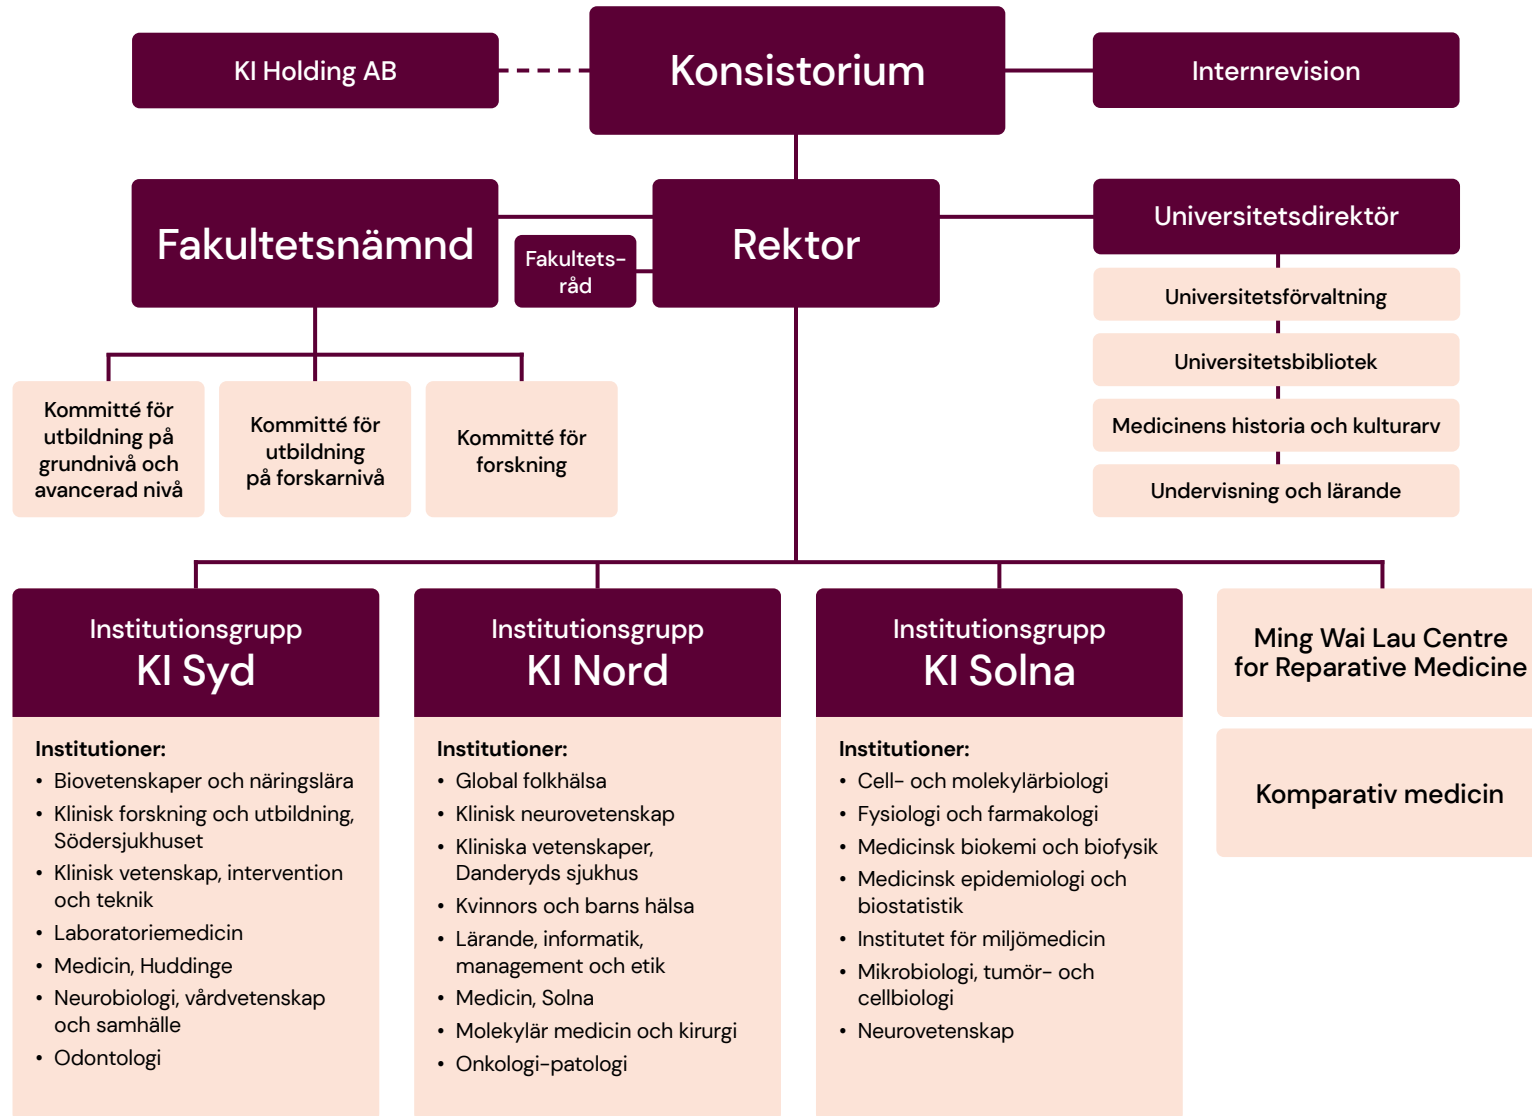 KI Holding AB
Konsistorium
Internrevision
Fakultetsnämnd
Fakultets-
råd
Rektor
Universitetsdirektör
Universitetsförvaltning
Universitetsbibliotek
Medicinens historia och kulturarv
Undervisning och lärande
Kommitté för
utbildning på
grundnivå och
avancerad nivå
Kommitté för
utbildning
på forskarnivå
Kommitté för
forskning
Institutionsgrupp
KI Syd
Institutioner:
• Biovetenskaper och näringslära
• Klinisk forskning och utbildning,
Södersjukhuset
• Klinisk vetenskap, intervention
och teknik
• Laboratoriemedicin
• Medicin, Huddinge
• Neurobiologi, vårdvetenskap
och samhälle
• Odontologi
Institutionsgrupp
KI Nord
Institutioner:
• Global folkhälsa
• Klinisk neurovetenskap
• Kliniska vetenskaper,
Danderyds sjukhus
• Kvinnors och barns hälsa
• Lärande, informatik,
management och etik
• Medicin, Solna
• Molekylär medicin och kirurgi
• Onkologi-patologi
Institutionsgrupp
KI Solna
Institutioner:
• Cell- och molekylärbiologi
• Fysiologi och farmakologi
• Medicinsk biokemi och biofysik
• Medicinsk epidemiologi och
biostatistik
• Institutet för miljömedicin
• Mikrobiologi, tumör- och
cellbiologi
• Neurovetenskap
Ming Wai Lau Centre
for Reparative Medicine
Komparativ medicin